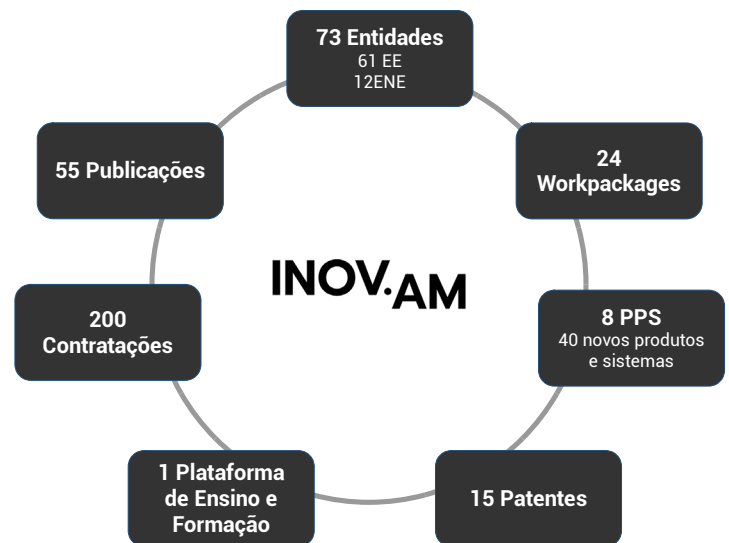 73 Entidades
61 EE
12ENE
24
Workpackages
8 PPS
40 novos produtos
e sistemas
15 Patentes
1 Plataforma
de Ensino e
Formação
200
Contratações
55 Publicações
INOV.AM